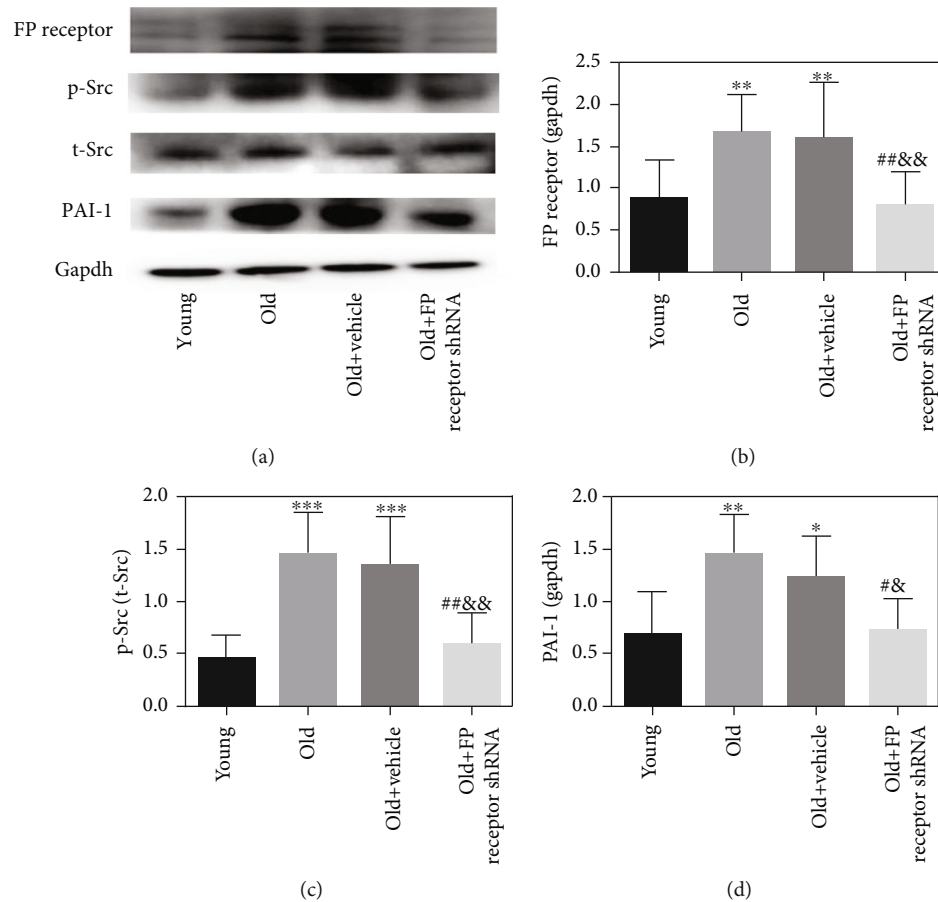 FP receptor
p-Src
t-Src
PAI-1
Gapdh
Young
Old
Old+vehicle
Old+FP
receptor shRNA
(a)
FP receptor (gapdh)
2.5
2.0
1.5
1.0
0.5
0.0
**
**
##&&
Young
Old
Old+vehicle
Old+FP
receptor shRNA
(b)
p-Src (t-Src)
2.0
1.5
1.0
0.5
0.0
***
***
##&&
Young
Old
Old+vehicle
Old+FP
receptor shRNA
(c)
PAI-1 (gapdh)
2.0
1.5
1.0
0.5
0.0
**
*
#&
Young
Old
Old+vehicle
Old+FP
receptor shRNA
(d)